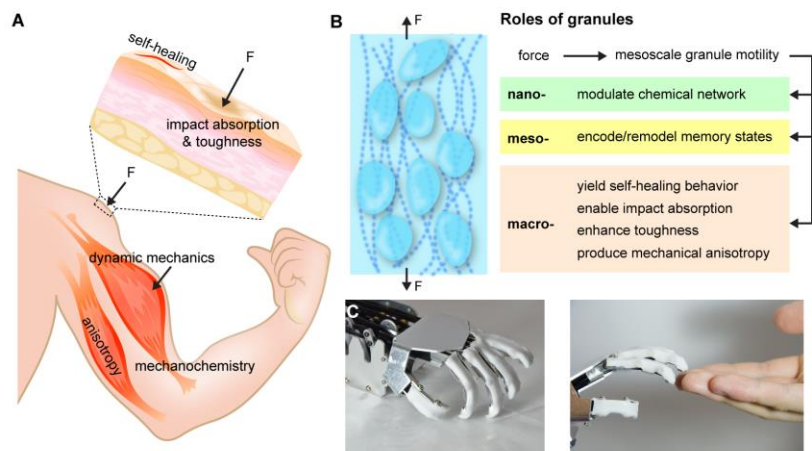 A
self-healing
F
impact absorption
& toughness
F
dynamic mechanics
anisotropy
mechanochemistry
B
F
F
Roles of granules
force mesoscale granule motility
nano- modulate chemical network
meso- encode/remodel memory states
macro- yield self-healing behavior
enable impact absorption
enhance toughness
produce mechanical anisotropy
C